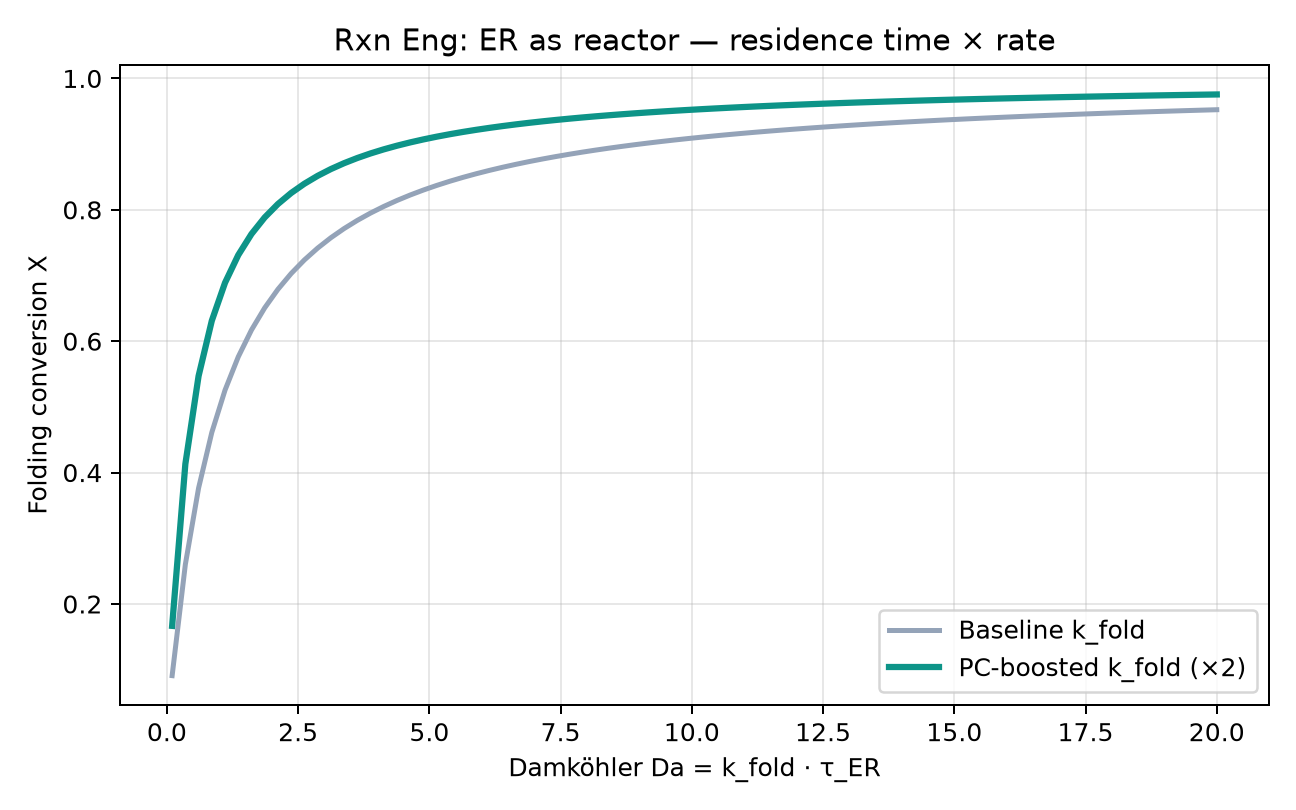 Rxn Eng: ER as reactor — residence time × rate
Folding conversion X
1.0
0.8
0.6
0.4
0.2
0.0
2.5
5.0
7.5
10.0
12.5
15.0
17.5
20.0
Damköhler Da = k_fold · τ_ER
Baseline k_fold
PC-boosted k_fold (×2)